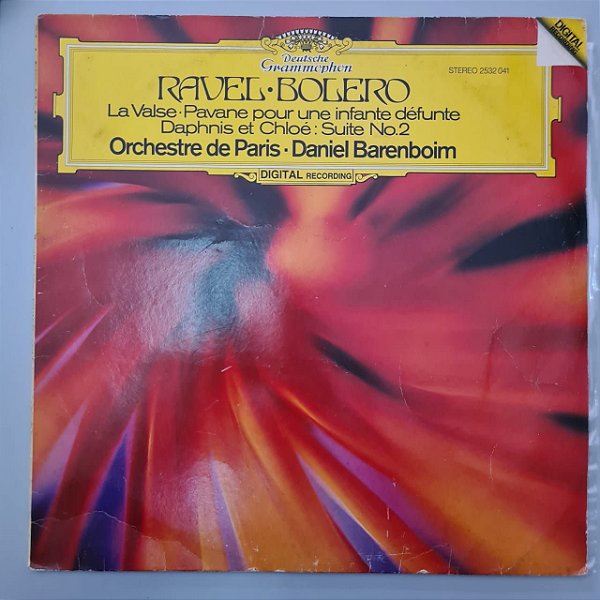 DIGITAL
RECORDING
Deutsche
Grammophon
STEREO 2532 041
RAVEL·BOLERO
La Valse·Pavane pour une infante défunte
Daphnis et Chloé: Suite No.2
Orchestre de Paris·Daniel Barenboim
DIGITAL RECORDING